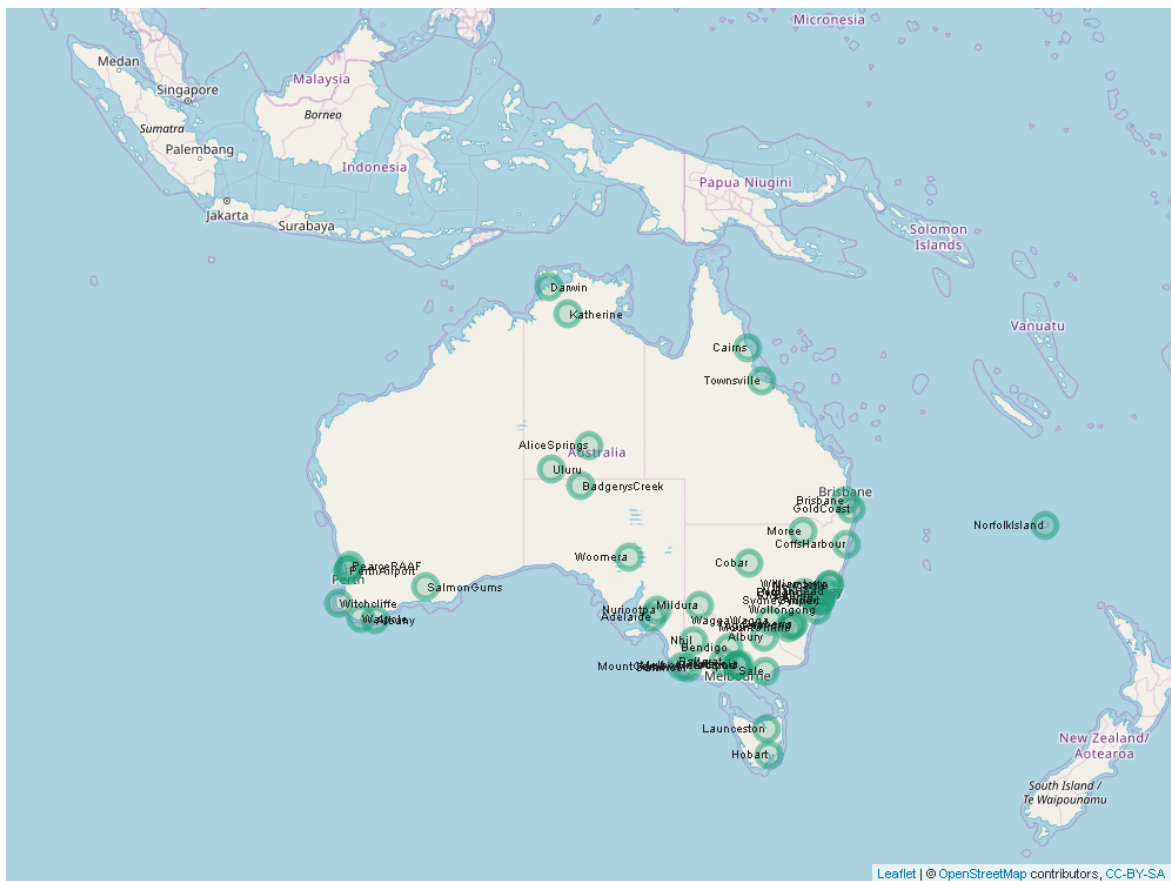 Micronesia
Medan
Malaysia
Singapore
Borneo
Sumatra
Palembang
Indonesia
Papua Niugini
Jakarta
Surabaya
Solomon
Islands
Darwin
Katherine
Vanuatu
Cairns
Townsville
AliceSprings
Australia
Uluru
BadgerysCreek
Brisbane
Brisbane
GoldCoast
NorfolkIsland
Moree
CoffsHarbour
Woomera
Cobar
PearceRAAF
PerthAirport
Perth
SalmonGums
Williamtown
Witchcliffe
Mildura
Nuriootpa
Wollongong
Adelaide
Walpole
Albany
WaggaWagga
Albury
Nhil
Bendigo
Sale
Melbourne
Launceston
Hobart
New Zealand/
Aotearoa
South Island /
Te Waipounamu
Leaflet | © OpenStreetMap contributors, CC-BY-SA